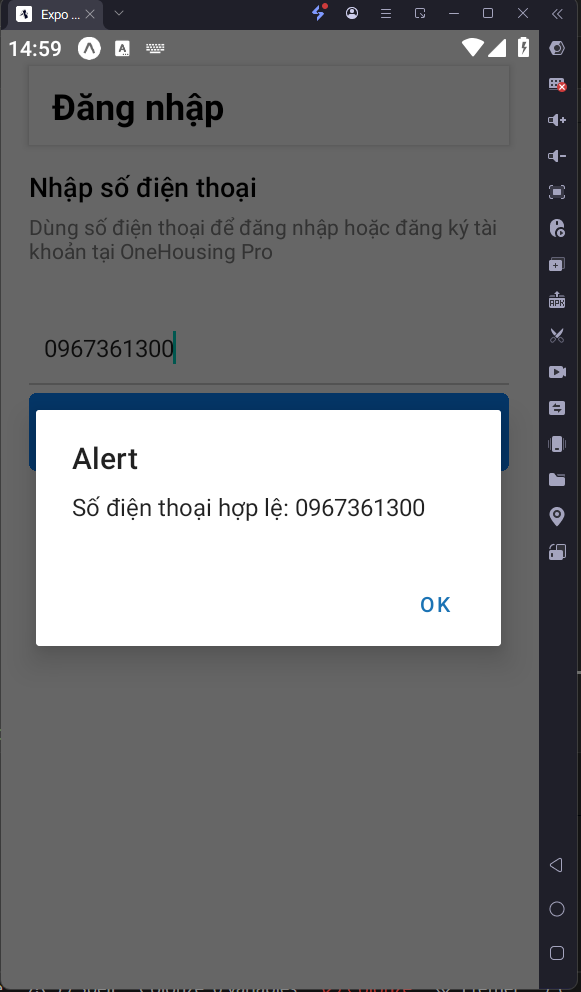 Expo ...
14:59
Đăng nhập
Nhập số điện thoại
Dùng số điện thoại để đăng nhập hoặc đăng ký tài
khoản tại OneHousing Pro
0967361300
Alert
Số điện thoại hợp lệ: 0967361300
OK
APK